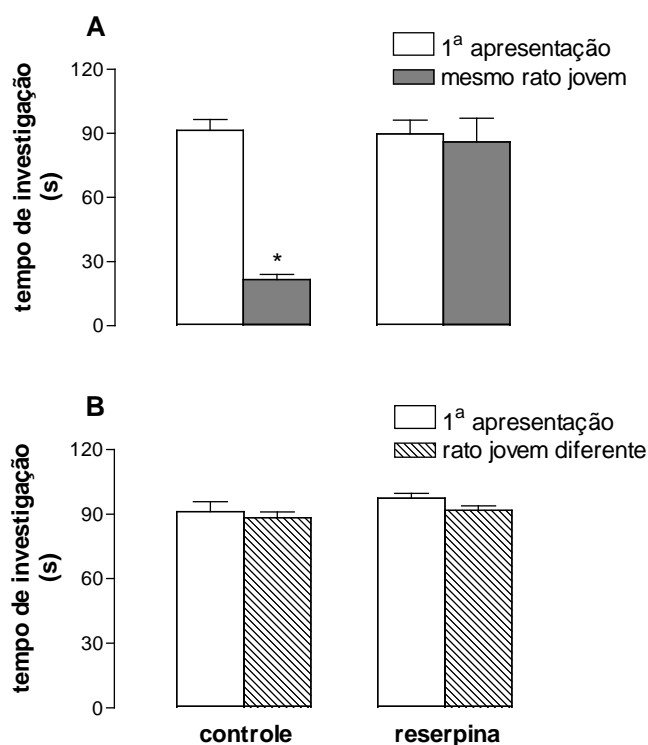 A
1ª apresentação
mesmo rato jovem
tempo de investigação
(s)
120
90
60
30
0
*
B
1ª apresentação
rato jovem diferente
tempo de investigação
(s)
120
90
60
30
0
controle
reserpina